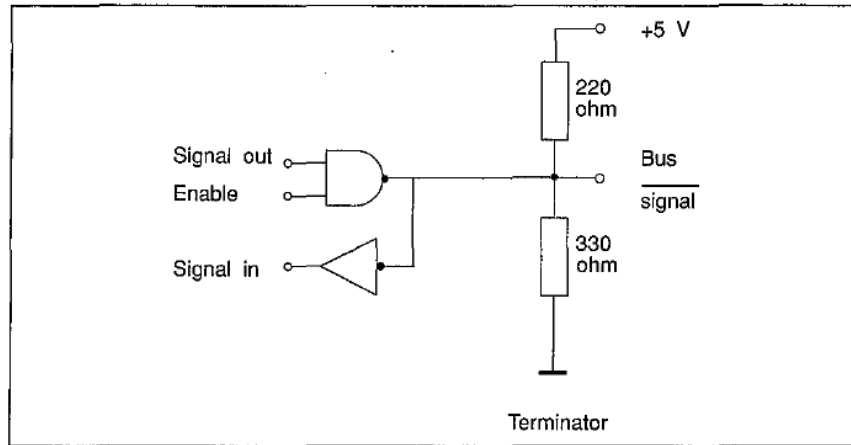 +5 V
220
ohm
Signal out
Enable
Bus
signal
Signal in
330
ohm
Terminator